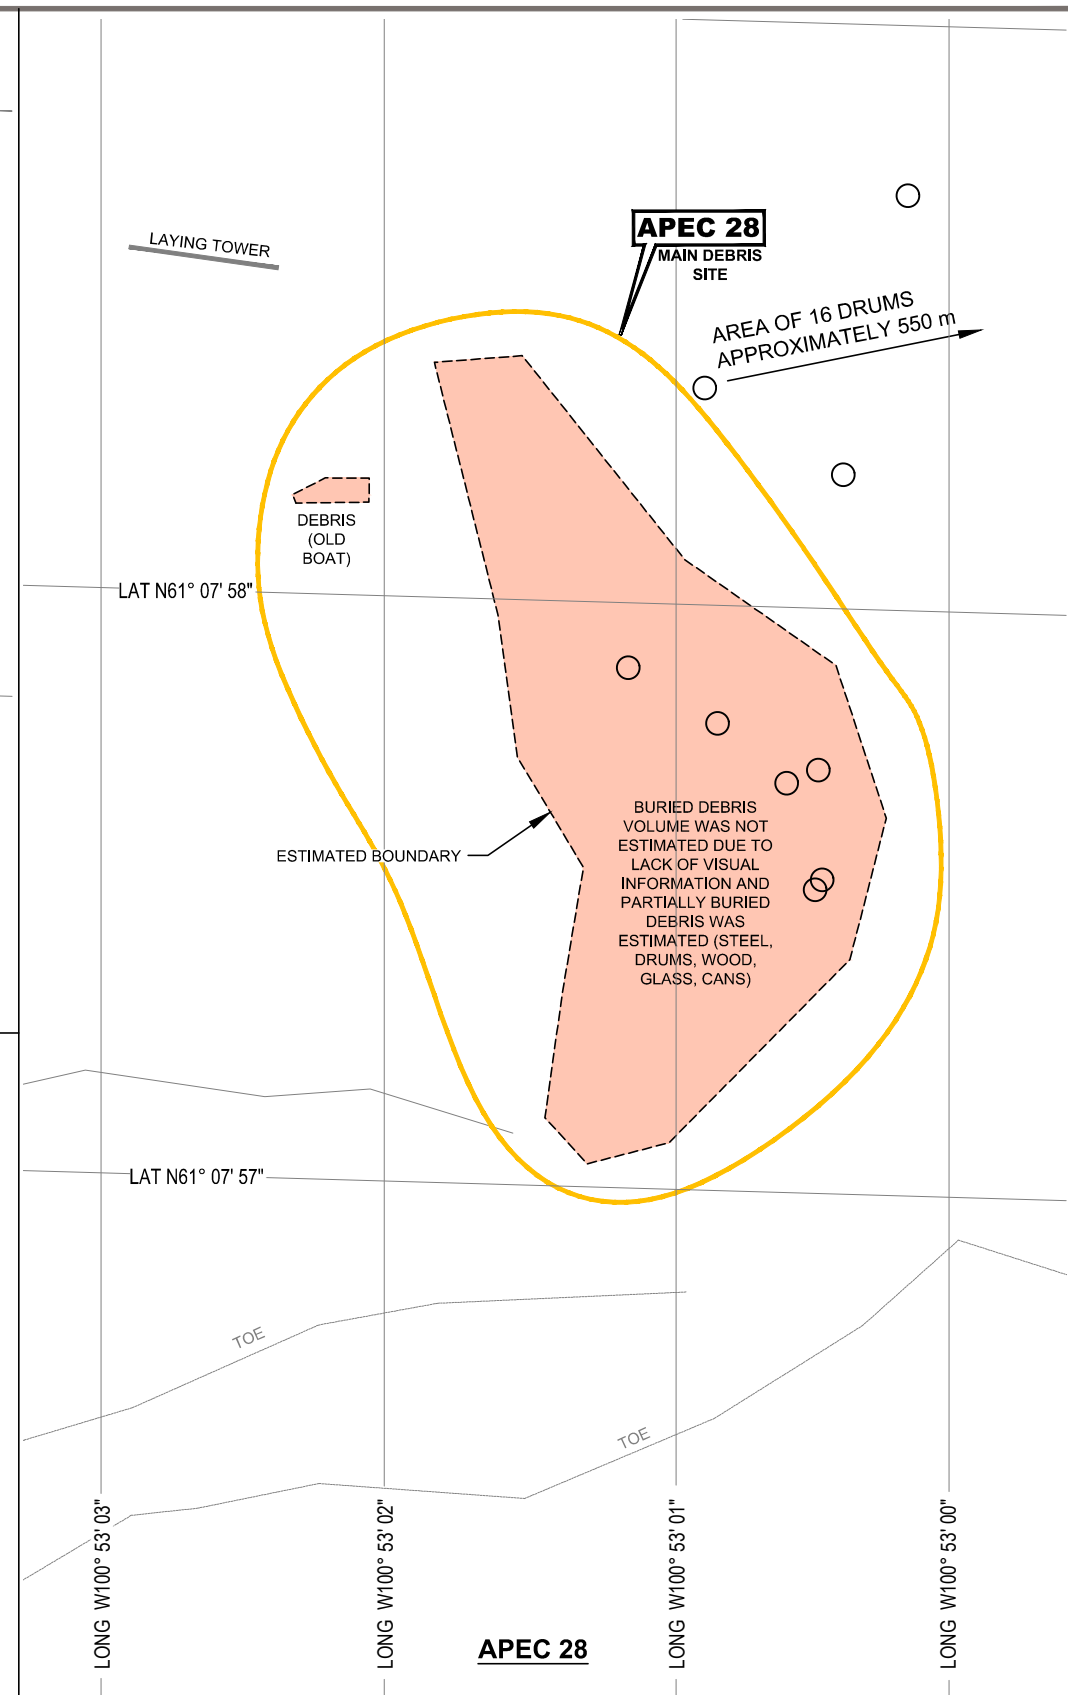 LAYING TOWER
APEC 28
MAIN DEBRIS
SITE
AREA OF 16 DRUMS
APPROXIMATELY 550 m
DEBRIS
(OLD
BOAT)
LAT N61° 07' 58"
ESTIMATED BOUNDARY
BURIED DEBRIS
VOLUME WAS NOT
ESTIMATED DUE TO
LACK OF VISUAL
INFORMATION AND
PARTIALLY BURIED
DEBRIS WAS
ESTIMATED (STEEL,
DRUMS, WOOD,
GLASS, CANS)
LAT N61° 07' 57"
TOE
TOE
LONG W100° 53' 03"
LONG W100° 53' 02"
LONG W100° 53' 01"
LONG W100° 53' 00"
APEC 28